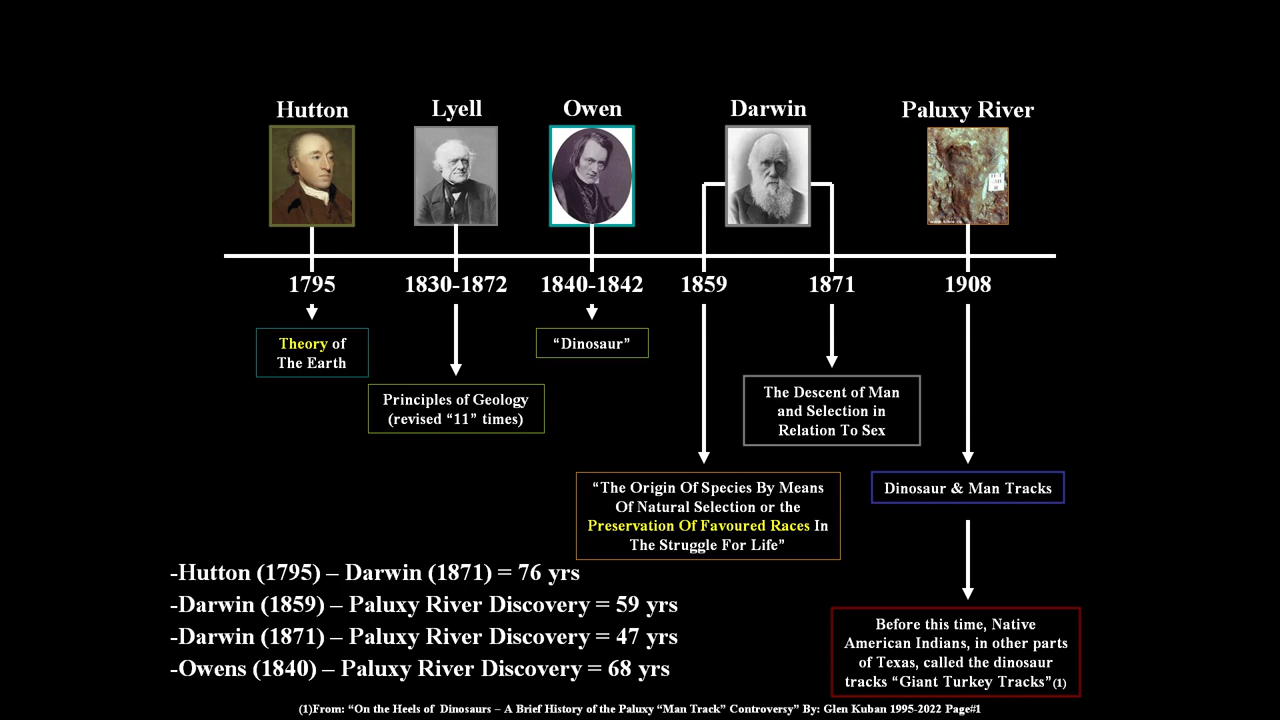 Hutton
Lyell
Owen
Darwin
Paluxy River
1795
1830-1872
1840-1842
1859
1871
1908
Theory of
The Earth
Principles of Geology
(revised “11” times)
“Dinosaur”
The Descent of Man
and Selection in
Relation To Sex
“The Origin Of Species By Means
Of Natural Selection or the
Preservation Of Favoured Races In
The Struggle For Life”
Dinosaur & Man Tracks
Before this time, Native
American Indians, in other parts
of Texas, called the dinosaur
tracks “Giant Turkey Tracks”(1)
-Hutton (1795) – Darwin (1871) = 76 yrs
-Darwin (1859) – Paluxy River Discovery = 59 yrs
-Darwin (1871) – Paluxy River Discovery = 47 yrs
-Owens (1840) – Paluxy River Discovery = 68 yrs
(1)From: “On the Heels of Dinosaurs – A Brief History of the Paluxy “Man Track” Controversy” By: Glen Kuban 1995-2022 Page#1